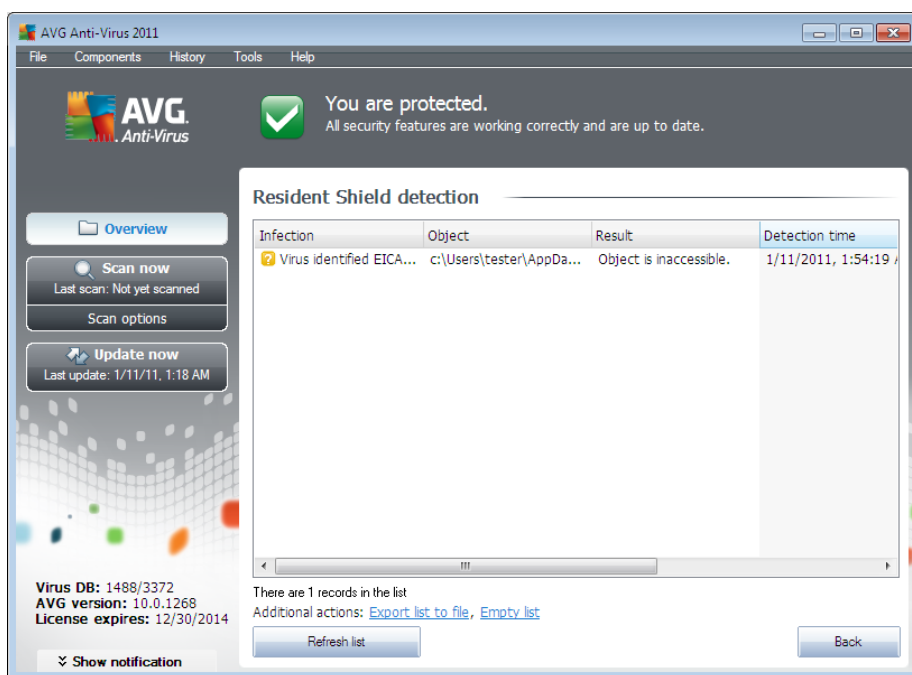 AVG Anti-Virus 2011
File Components History Tools Help
AVG.
Anti-Virus
You are protected.
All security features are working correctly and are up to date.
Resident Shield detection
Overview
Scan now
Last scan: Not yet scanned
Scan options
Update now
Last update: 1/11/11, 1:18 AM
Infection Object Result Detection time
Virus identified EICA... c:\Users\tester\AppDa... Object is inaccessible. 1/11/2011, 1:54:19
There are 1 records in the list
Additional actions: Export list to file, Empty list
Refresh list Back
Virus DB: 1488/3372
AVG version: 10.0.1268
License expires: 12/30/2014
Show notification